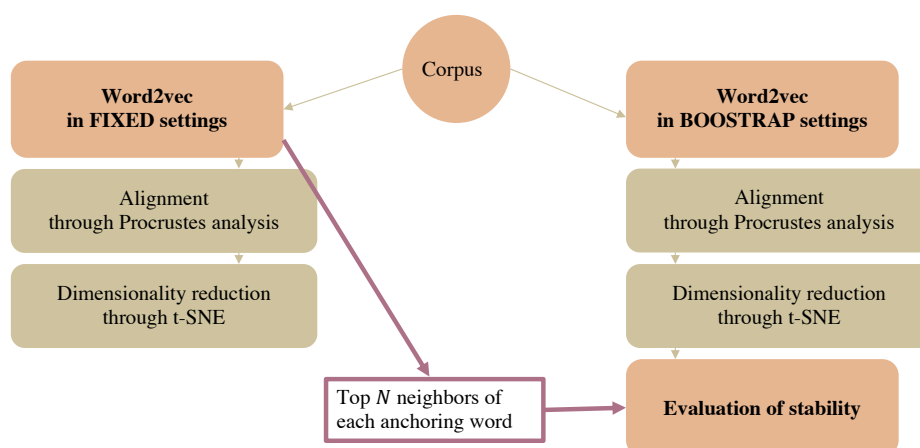 Corpus
Word2vec
in FIXED settings
Word2vec
in BOOSTRAP settings
Alignment
through Procrustes analysis
Alignment
through Procrustes analysis
Dimensionality reduction
through t-SNE
Dimensionality reduction
through t-SNE
Top N neighbors of
each anchoring word
Evaluation of stability